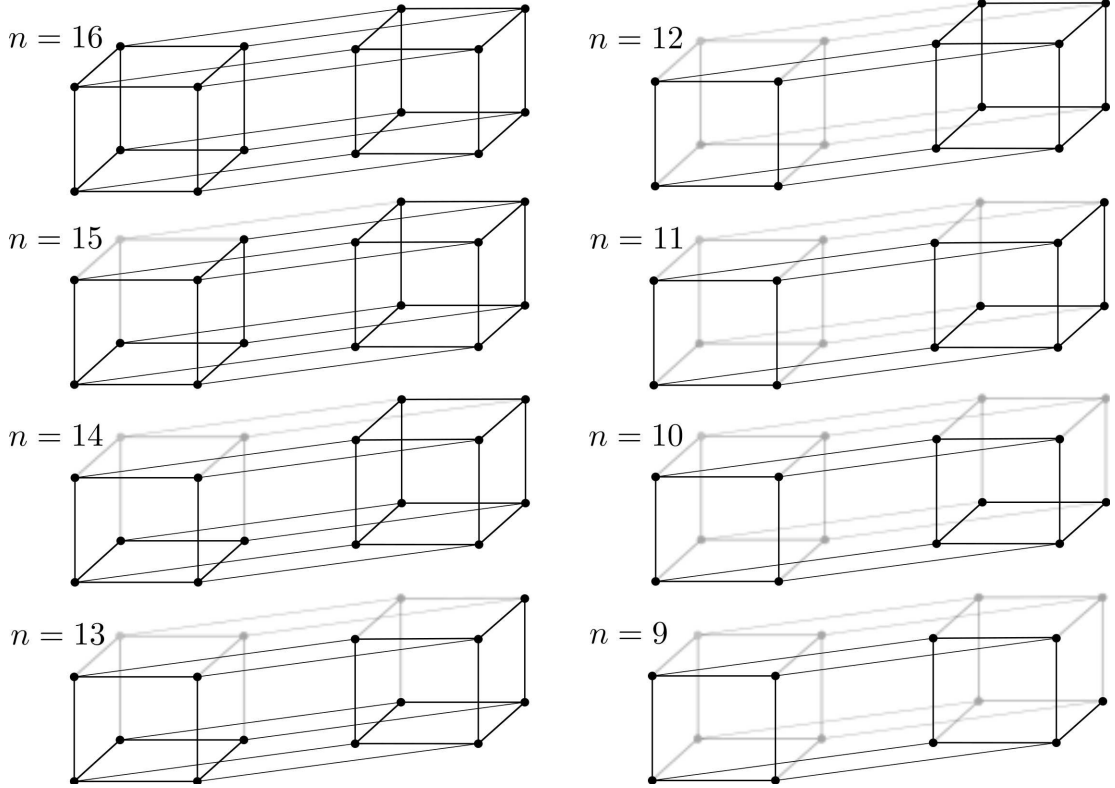 n = 16
n = 15
n = 14
n = 13
n = 12
n = 11
n = 10
n = 9